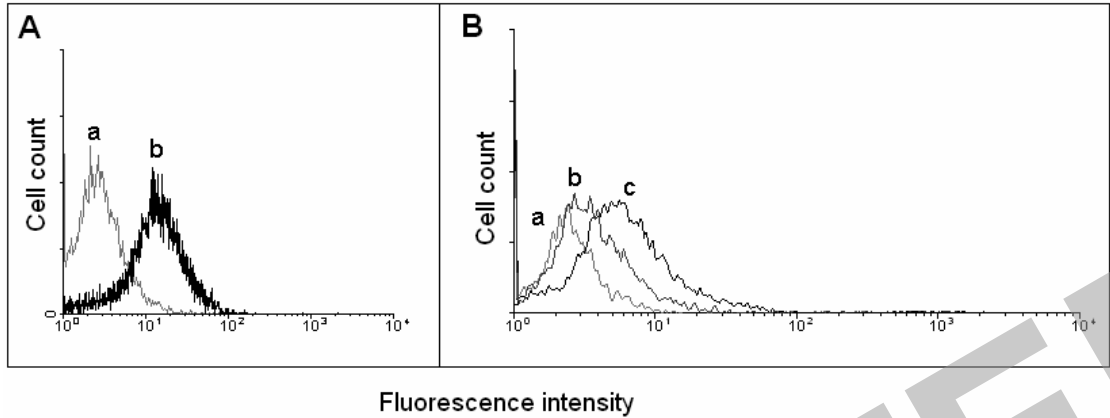 A
B
a
b
a
b
c
Cell count
Cell count
0
10⁰
10¹
10²
10³
10⁴
10⁰
10¹
10²
10³
10⁴
Fluorescence intensity